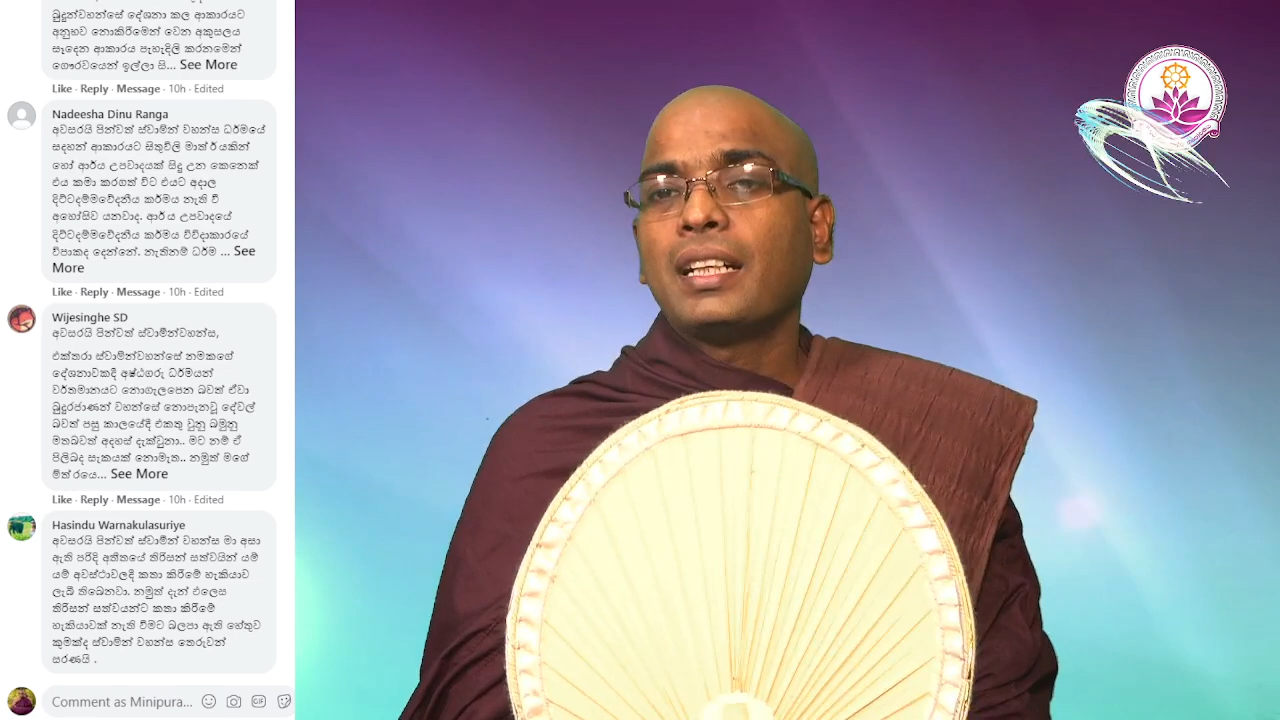 බුදුන්වහන්සේ දේශනා කල ආකාරයට
අනුභව නොකිරීමෙන් වෙන අකුසලය
සෑදෙන ආකාරය පැහැදිලි කරනමෙන්
ගෞරවයෙන් ඉල්ලා සි... See More
Like · Reply · Message · 10h · Edited
Nadeesha Dinu Ranga
අවසරයි පින්වත් ස්වාමීන් වහන්ස ධර්මයේ
සඳහන් ආකාරයට සිතුවිලි මාත්‍රයකින්
හෝ ආර්ය උපවාදයක් සිදු උන කෙනෙක්
එය කමා කරගත් විට එයට අදාල
දිට්ටදම්මවේදනීය කර්මය නැති වී
අහෝසිව යනවාද. ආර්ය උපවාදයේ
දිට්ටදම්මවේදනීය කර්මය විවිදාකාරයේ
විපාකද දෙන්නේ. නැතිනම් ධර්ම ... See
More
Like · Reply · Message · 10h · Edited
Wijesinghe SD
අවසරයි පින්වත් ස්වාමීන්වහන්ස,
එක්තරා ස්වාමින්වහන්සේ නමකගේ
දේශනාවකදී අෂ්ඨගරු ධර්මයන්
වර්තමානයට නොගැලපෙන බවත් ඒවා
බුදුරජාණන් වහන්සේ නොපැනවූ දේවල්
බවත් පසු කාලයේදී එකතු වුනු බමුනු
මතබවත් අදහස් දැක්වුනා.. මට නම් ඒ
පිලිබද සැකයක් නොමැත.. නමුත් මගේ
මිත්‍රයෙ... See More
Like · Reply · Message · 10h · Edited
Hasindu Warnakulasuriye
අවසරයි පින්වත් ස්වාමීන් වහන්ස මා අසා
ඇති පරිදි අතීතයේ තිරිසන් සත්වයින් යම්
යම් අවස්ථාවලදී කතා කිරීමේ හැකියාව
ලැබී තිබෙනවා. නමුත් දැන් එලෙස
තිරිසන් සත්වයන්ට කතා කිරීමේ
හැකියාවක් නැති වීමට බලපා ඇති හේතුව
කුමක්ද ස්වාමීන් වහන්ස තෙරුවන්
සරණයි .
Comment as Minipura...
GIF